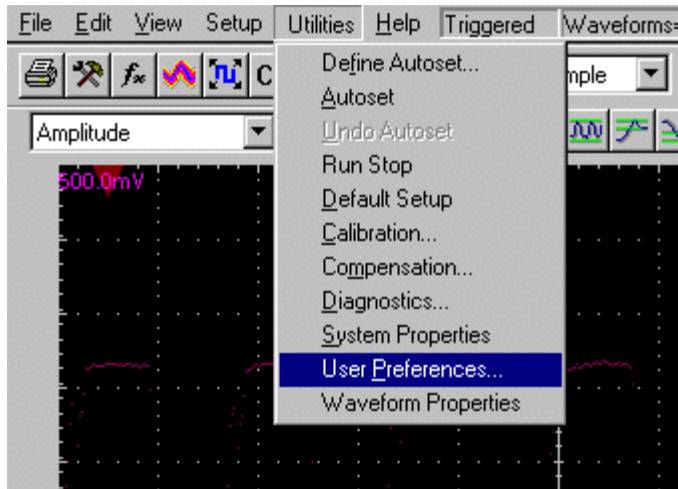 File Edit View Setup Utilities Help Triggered Waveforms=
C
mple
Amplitude
500.0mV
Define Autoset...
Autoset
Undo Autoset
Run Stop
Default Setup
Calibration...
Compensation...
Diagnostics...
System Properties
User Preferences...
Waveform Properties